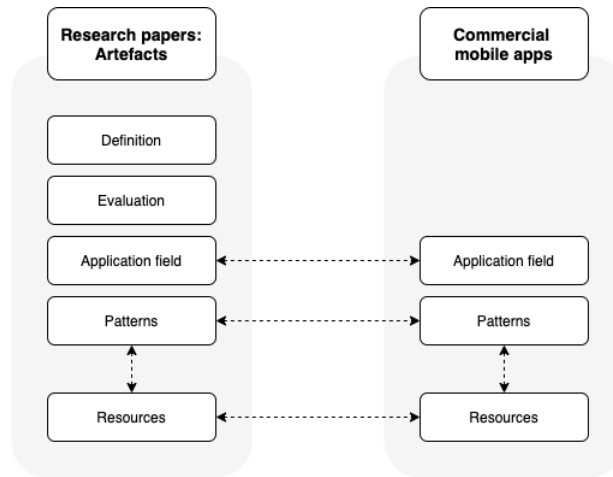 Research papers:
Artefacts
Definition
Evaluation
Application field
Patterns
Resources
Commercial
mobile apps
Application field
Patterns
Resources